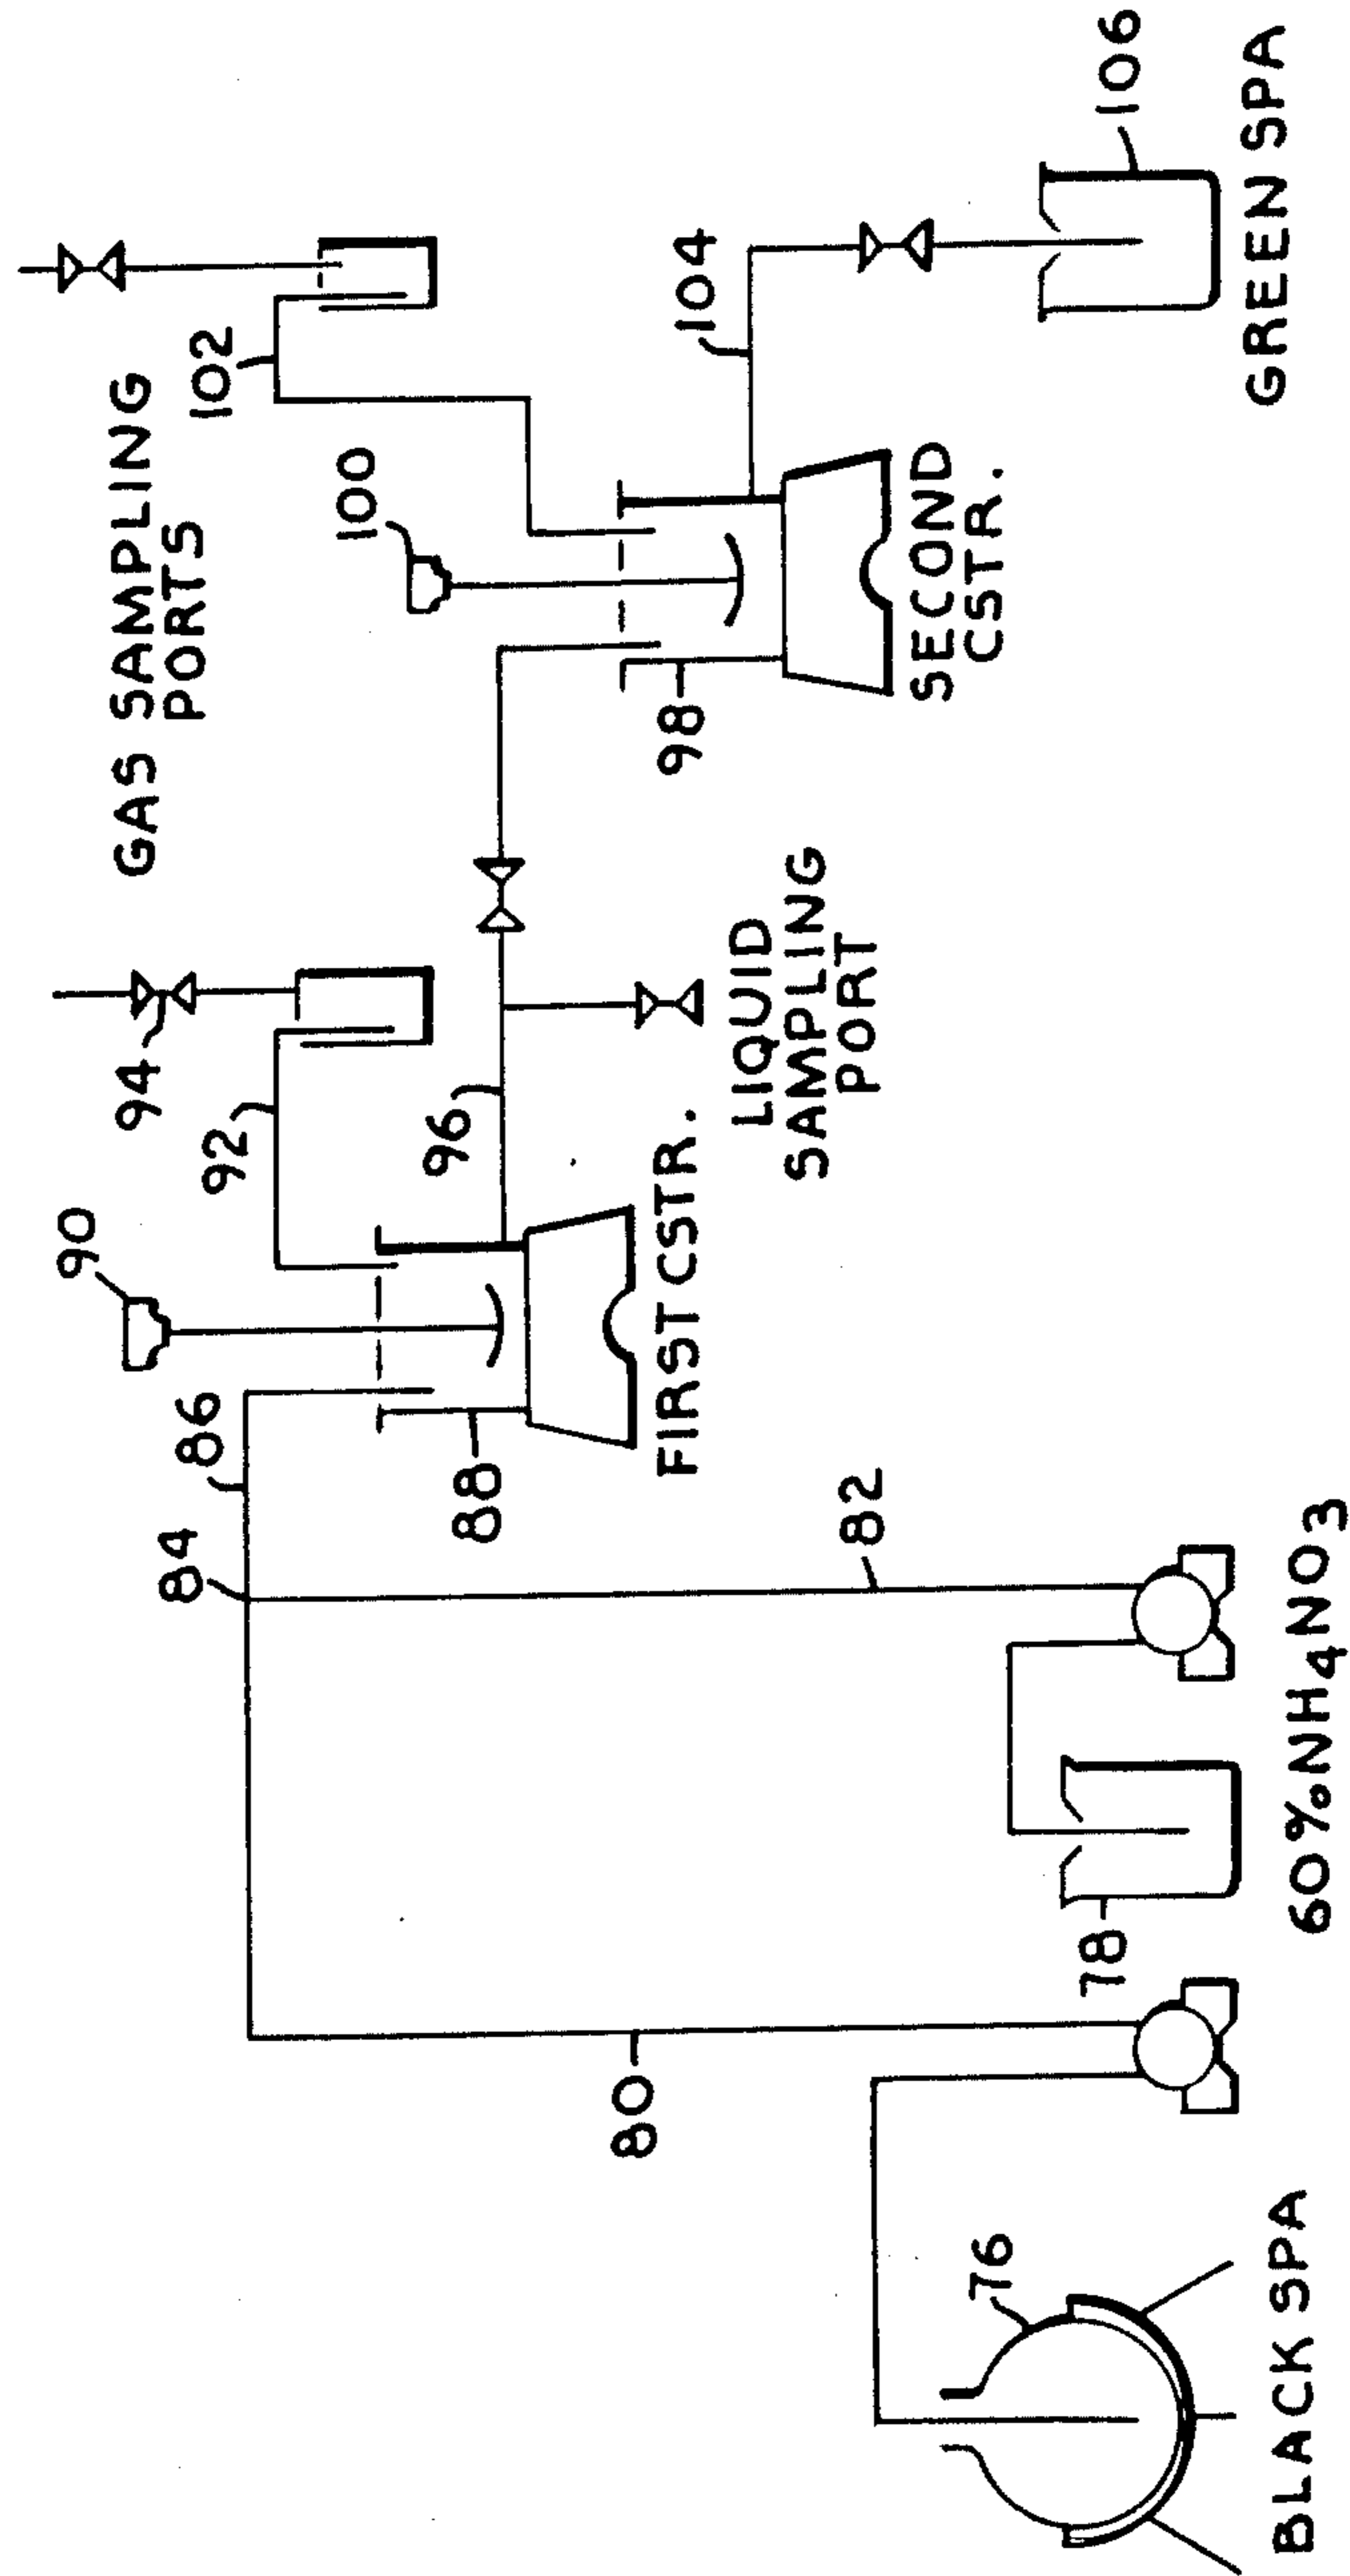 BLACK SPA
76
80
78
60% NH4NO3
82
84
86
88
90
FIRST CSTR.
92
94
96
LIQUID
SAMPLING
PORT
GAS SAMPLING
PORTS
98
100
SECOND
CSTR.
102
104
106
GREEN SPA